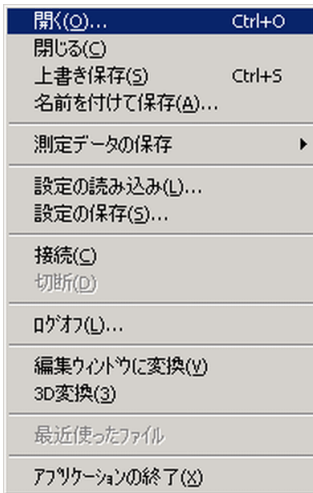 開く(O)... Ctrl+O
閉じる(C)
上書き保存(S) Ctrl+S
名前を付けて保存(A)...
測定データの保存
設定の読み込み(L)...
設定の保存(S)...
接続(C)
切断(D)
ログオフ(L)...
編集ウィンドウに変換(V)
3D変換(3)
最近使ったファイル
アプリケーションの終了(X)